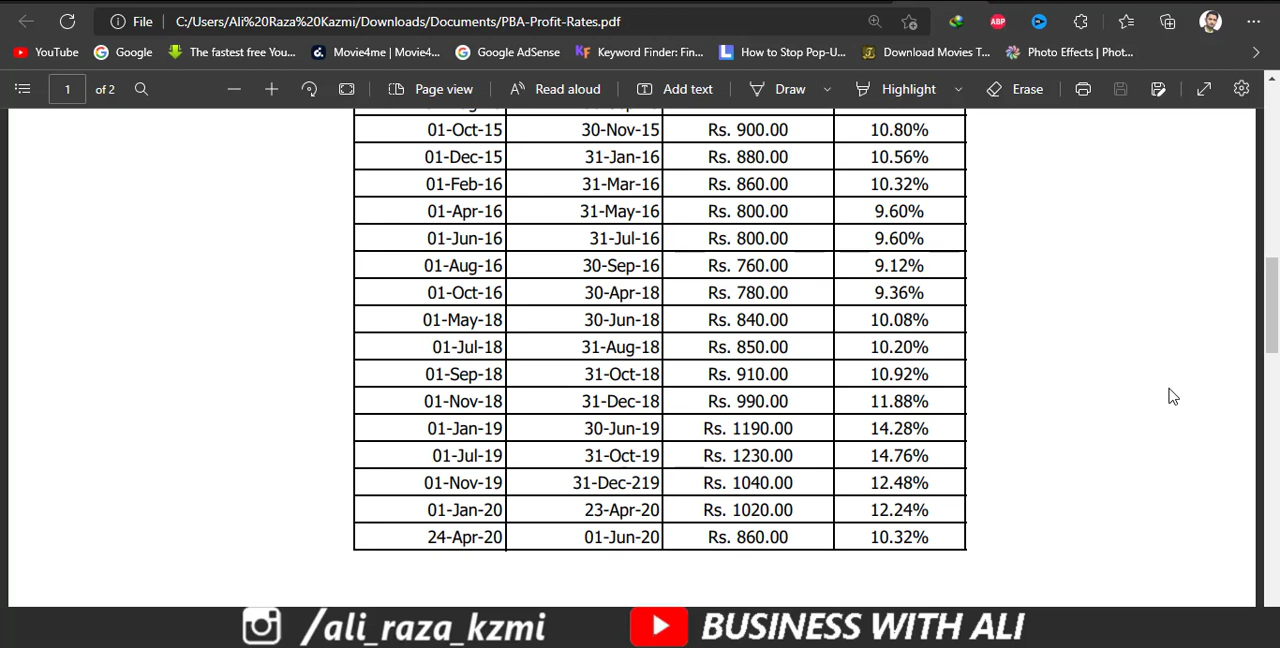 File
C:/Users/Ali%20Raza%20Kazmi/Downloads/Documents/PBA-Profit-Rates.pdf
ABP
YouTube
Google
The fastest free You...
Movie4me | Movie4...
Google AdSense
KF Keyword Finder: Fin...
L How to Stop Pop-U...
Download Movies T...
Photo Effects | Phot...
1 of 2
Page view
Read aloud
Add text
Draw
Highlight
Erase
01-Oct-15 30-Nov-15 Rs. 900.00 10.80%
01-Dec-15 31-Jan-16 Rs. 880.00 10.56%
01-Feb-16 31-Mar-16 Rs. 860.00 10.32%
01-Apr-16 31-May-16 Rs. 800.00 9.60%
01-Jun-16 31-Jul-16 Rs. 800.00 9.60%
01-Aug-16 30-Sep-16 Rs. 760.00 9.12%
01-Oct-16 30-Apr-18 Rs. 780.00 9.36%
01-May-18 30-Jun-18 Rs. 840.00 10.08%
01-Jul-18 31-Aug-18 Rs. 850.00 10.20%
01-Sep-18 31-Oct-18 Rs. 910.00 10.92%
01-Nov-18 31-Dec-18 Rs. 990.00 11.88%
01-Jan-19 30-Jun-19 Rs. 1190.00 14.28%
01-Jul-19 31-Oct-19 Rs. 1230.00 14.76%
01-Nov-19 31-Dec-219 Rs. 1040.00 12.48%
01-Jan-20 23-Apr-20 Rs. 1020.00 12.24%
24-Apr-20 01-Jun-20 Rs. 860.00 10.32%
/ali_raza_kzmi
BUSINESS WITH ALI